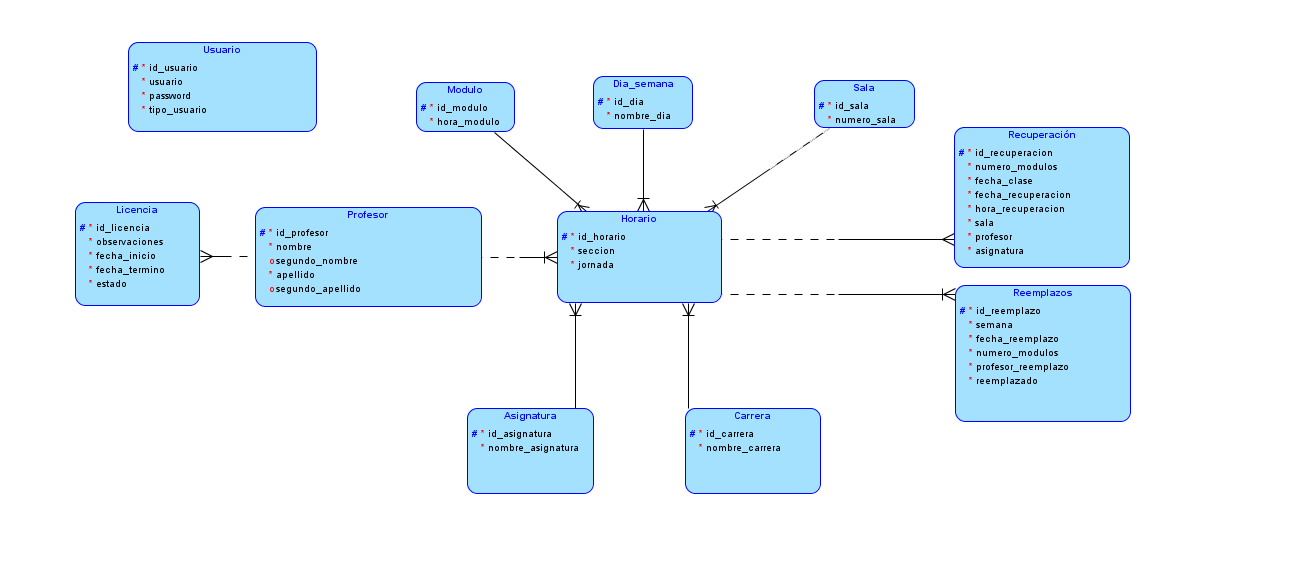 Usuario
# * id_usuario
* usuario
* password
* tipo_usuario
Modulo
# * id_modulo
* hora_modulo
Dia_semana
# * id_dia
* nombre_dia
Sala
# * id_sala
* numero_sala
Recuperación
# * id_recuperacion
* numero_modulos
* fecha_clase
* fecha_recuperacion
* hora_recuperacion
* sala
* profesor
* asignatura
Licencia
# * id_licencia
* observaciones
* fecha_inicio
* fecha_termino
* estado
Profesor
# * id_profesor
* nombre
o segundo_nombre
* apellido
o segundo_apellido
Horario
# * id_horario
* seccion
* jornada
Reemplazos
# * id_reemplazo
* semana
* fecha_reemplazo
* numero_modulos
* profesor_reemplazo
* reemplazado
Asignatura
# * id_asignatura
* nombre_asignatura
Carrera
# * id_carrera
* nombre_carrera